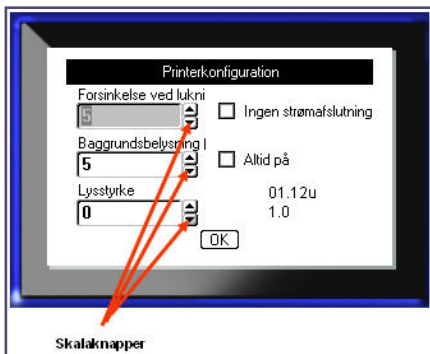 Printerkonfiguration
Forsinkelse ved lukni
5
Ingen strømafslutning
Baggrundsbelysning l
5
Altid på
Lysstyrke
0
01.12u
1.0
OK
Skalaknapper